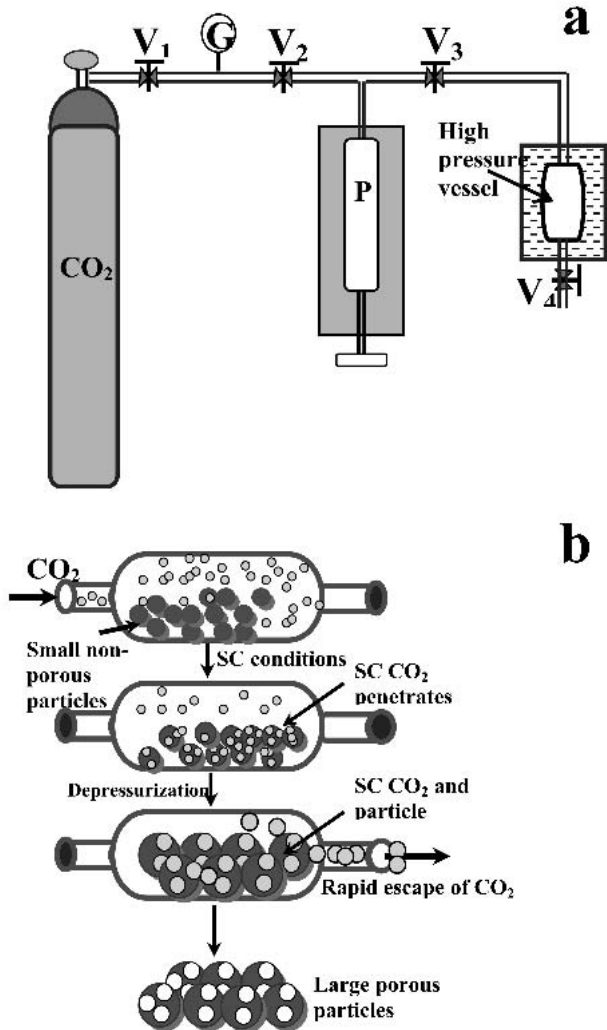 a
V₁
G
V₂
V₃
High
pressure
vessel
P
CO₂
V₄
b
CO₂
Small non-
porous
particles
SC conditions
SC CO₂
penetrates
Depressurization
SC CO₂ and
particle
Rapid escape of CO₂
Large porous
particles